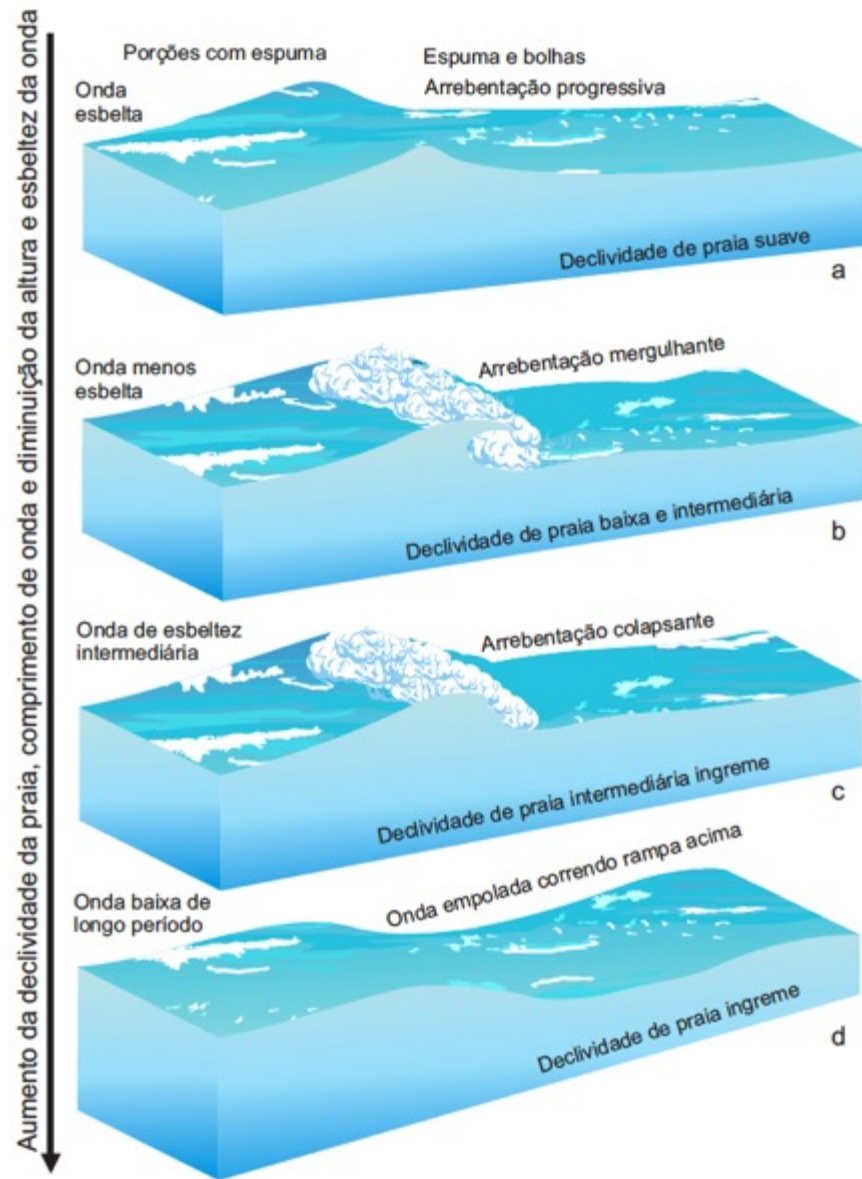 Aumento da declividade da praia, comprimento de onda e diminuição da altura e esbeltez da onda
Porções com espuma
Espuma e bolhas
Onda
esbelta
Arrebentação progressiva
Declividade de praia suave
a
Onda menos
esbelta
Arrebentação mergulhante
Declividade de praia baixa e intermediária
b
Onda de esbeltez
intermediária
Arrebentação colapsante
Declividade de praia intermediária ingreme
c
Onda baixa de
longo período
Onda empolada correndo rampa acima
Declividade de praia ingreme
d